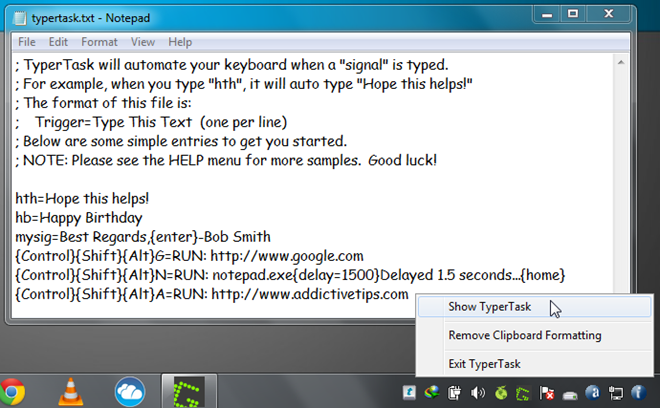 typertask.txt - Notepad
File Edit Format View Help
; TyperTask will automate your keyboard when a "signal" is typed.
; For example, when you type "hth", it will auto type "Hope this helps!"
; The format of this file is:
;    Trigger=Type This Text  (one per line)
; Below are some simple entries to get you started.
; NOTE: Please see the HELP menu for more samples.  Good luck!

hth=Hope this helps!
hb=Happy Birthday
mysig=Best Regards,{enter}-Bob Smith
{Control}{Shift}{Alt}G=RUN: http://www.google.com
{Control}{Shift}{Alt}N=RUN: notepad.exe{delay=1500}Delayed 1.5 seconds...{home}
{Control}{Shift}{Alt}A=RUN: http://www.addictivetips.com
Show TyperTask
Remove Clipboard Formatting
Exit TyperTask